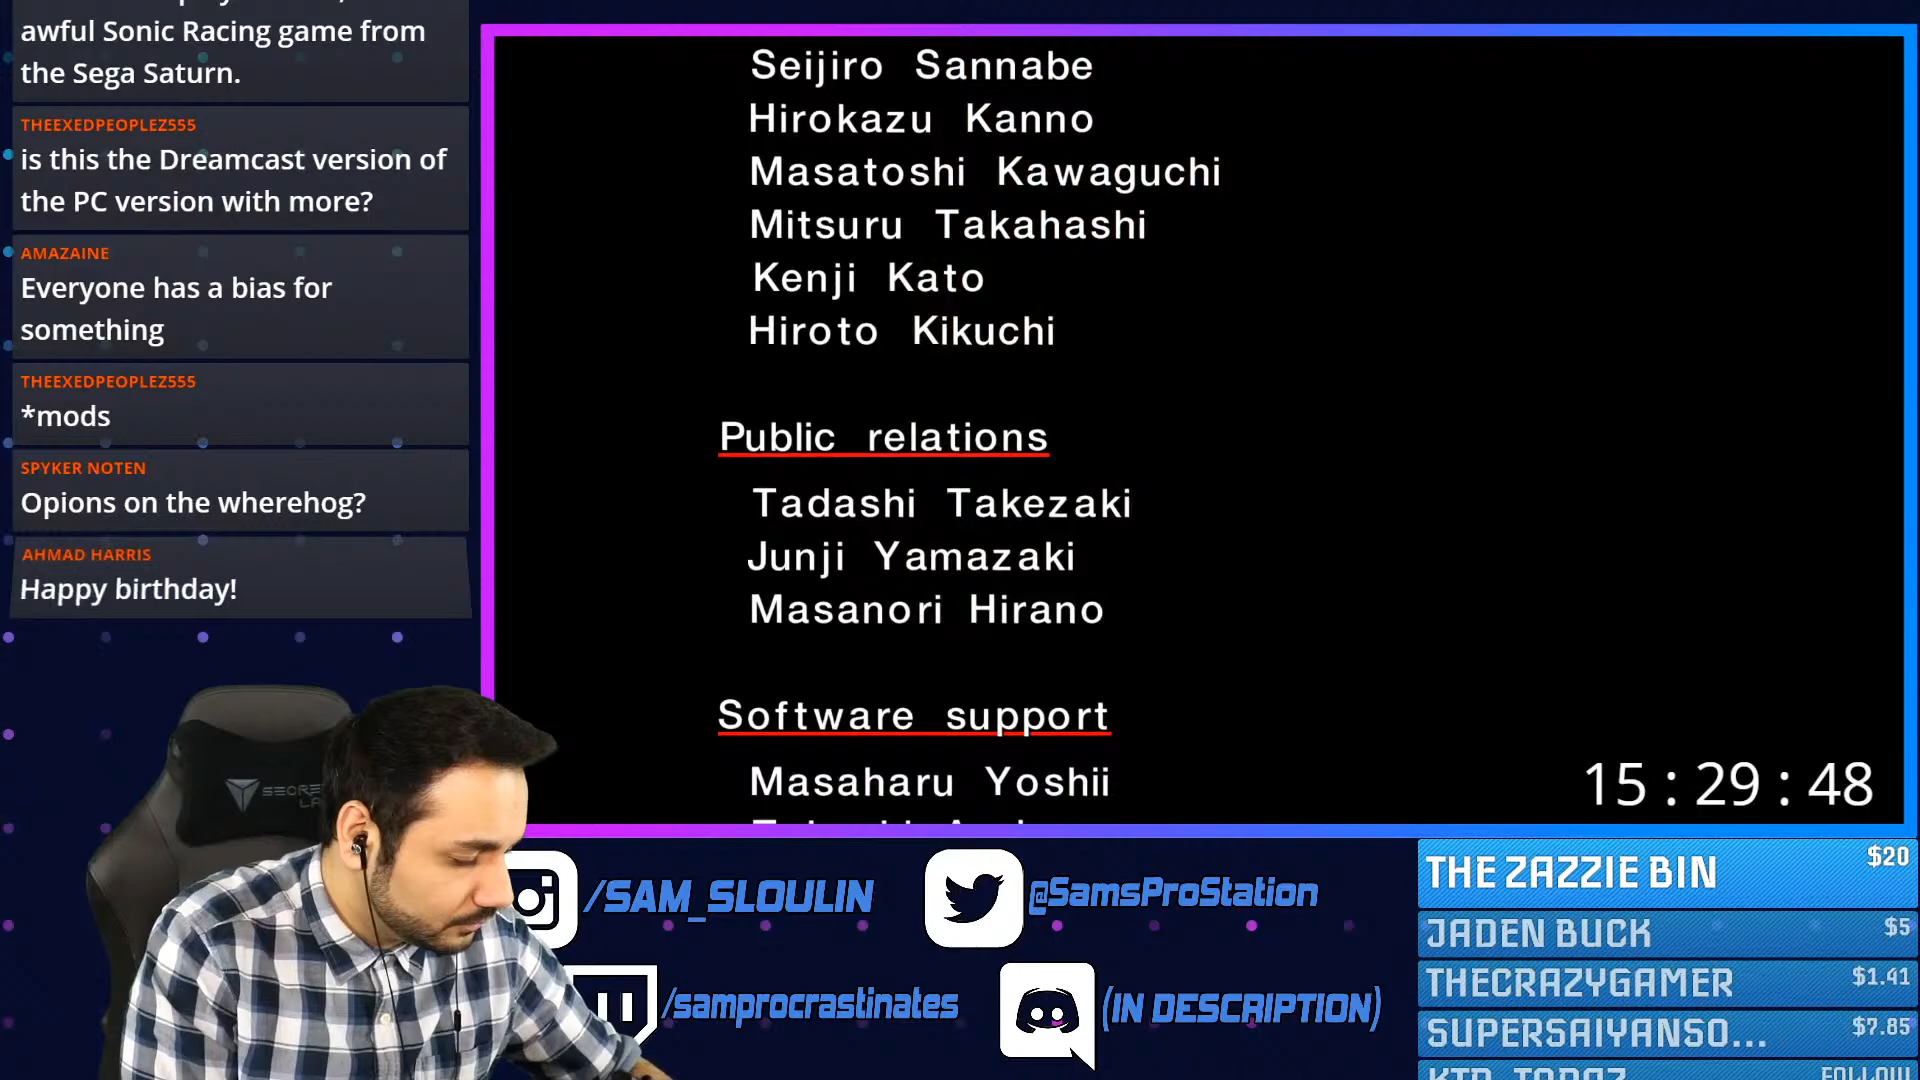 awful Sonic Racing game from
the Sega Saturn.
THEEXEDPEOPLEZ555
is this the Dreamcast version of
the PC version with more?
AMAZAINE
Everyone has a bias for
something
THEEXEDPEOPLEZ555
*mods
SPYKER NOTEN
Opions on the wherehog?
AHMAD HARRIS
Happy birthday!
Seijiro Sannabe
Hirokazu Kanno
Masatoshi Kawaguchi
Mitsuru Takahashi
Kenji Kato
Hiroto Kikuchi
Public relations
Tadashi Takezaki
Junji Yamazaki
Masanori Hirano
Software support
Masaharu Yoshii
15 : 29 : 48
/SAM_SLOULIN
@SamsProStation
/samprocrastinates
(IN DESCRIPTION)
THE ZAZZIE BIN $20
JADEN BUCK $5
THECRAZYGAMER $1.41
SUPERSAIYANSO... $7.85
FOLLOW